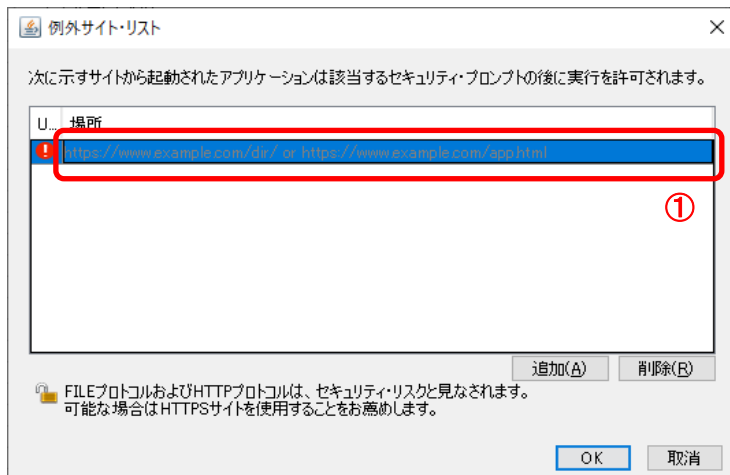 例外サイト・リスト
次に示すサイトから起動されたアプリケーションは該当するセキュリティ・プロンプトの後に実行を許可されます。
U... 場所
https://www.example.com/dir/ or https://www.example.com/app.html
①
追加(A) 削除(R)
FILEプロトコルおよびHTTPプロトコルは、セキュリティ・リスクと見なされます。
可能な場合はHTTPSサイトを使用することをお薦めします。
OK 取消